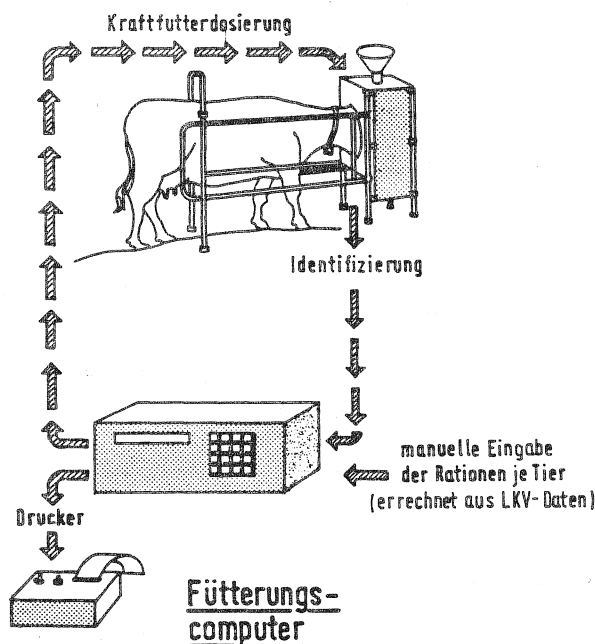 Kraftfutterdosierung
Identifizierung
manuelle Eingabe
der Rationen je Tier
(errechnet aus LKV-Daten)
Drucker
Fütterungs-
computer